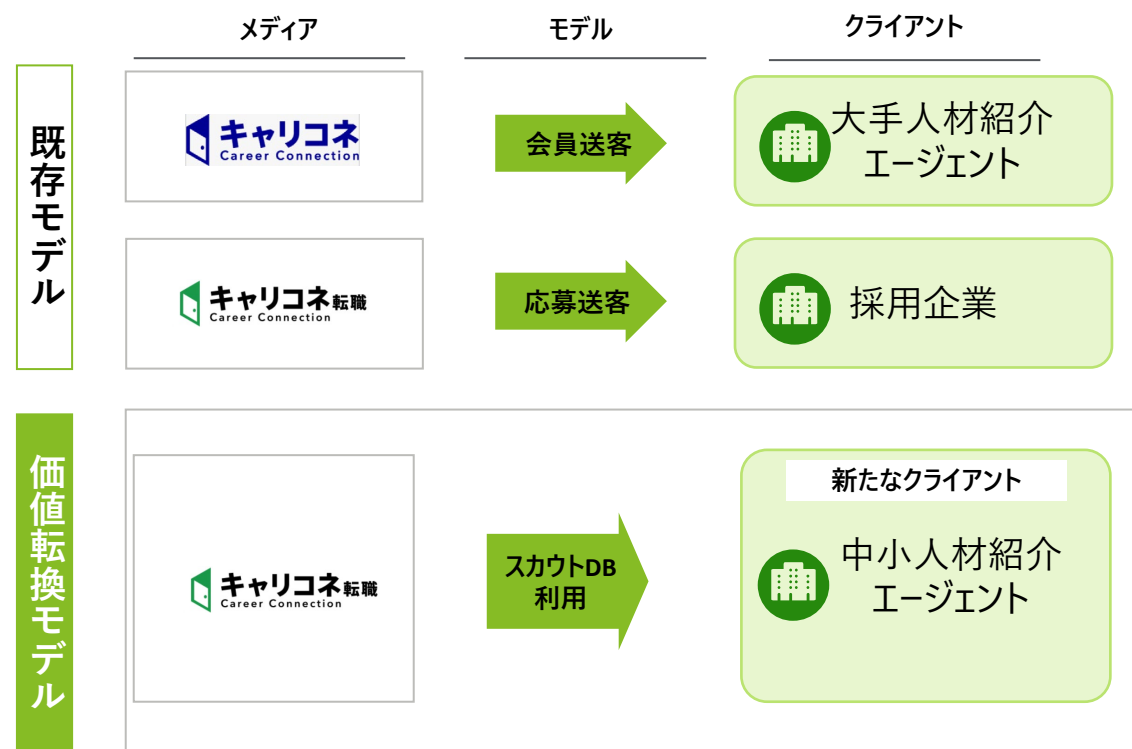 メディア
モデル
クライアント
既存モデル
キャリコネ
Career Connection
会員送客
大手人材紹介
エージェント
キャリコネ転職
Career Connection
応募送客
採用企業
価値転換モデル
キャリコネ転職
Career Connection
スカウトDB
利用
新たなクライアント
中小人材紹介
エージェント